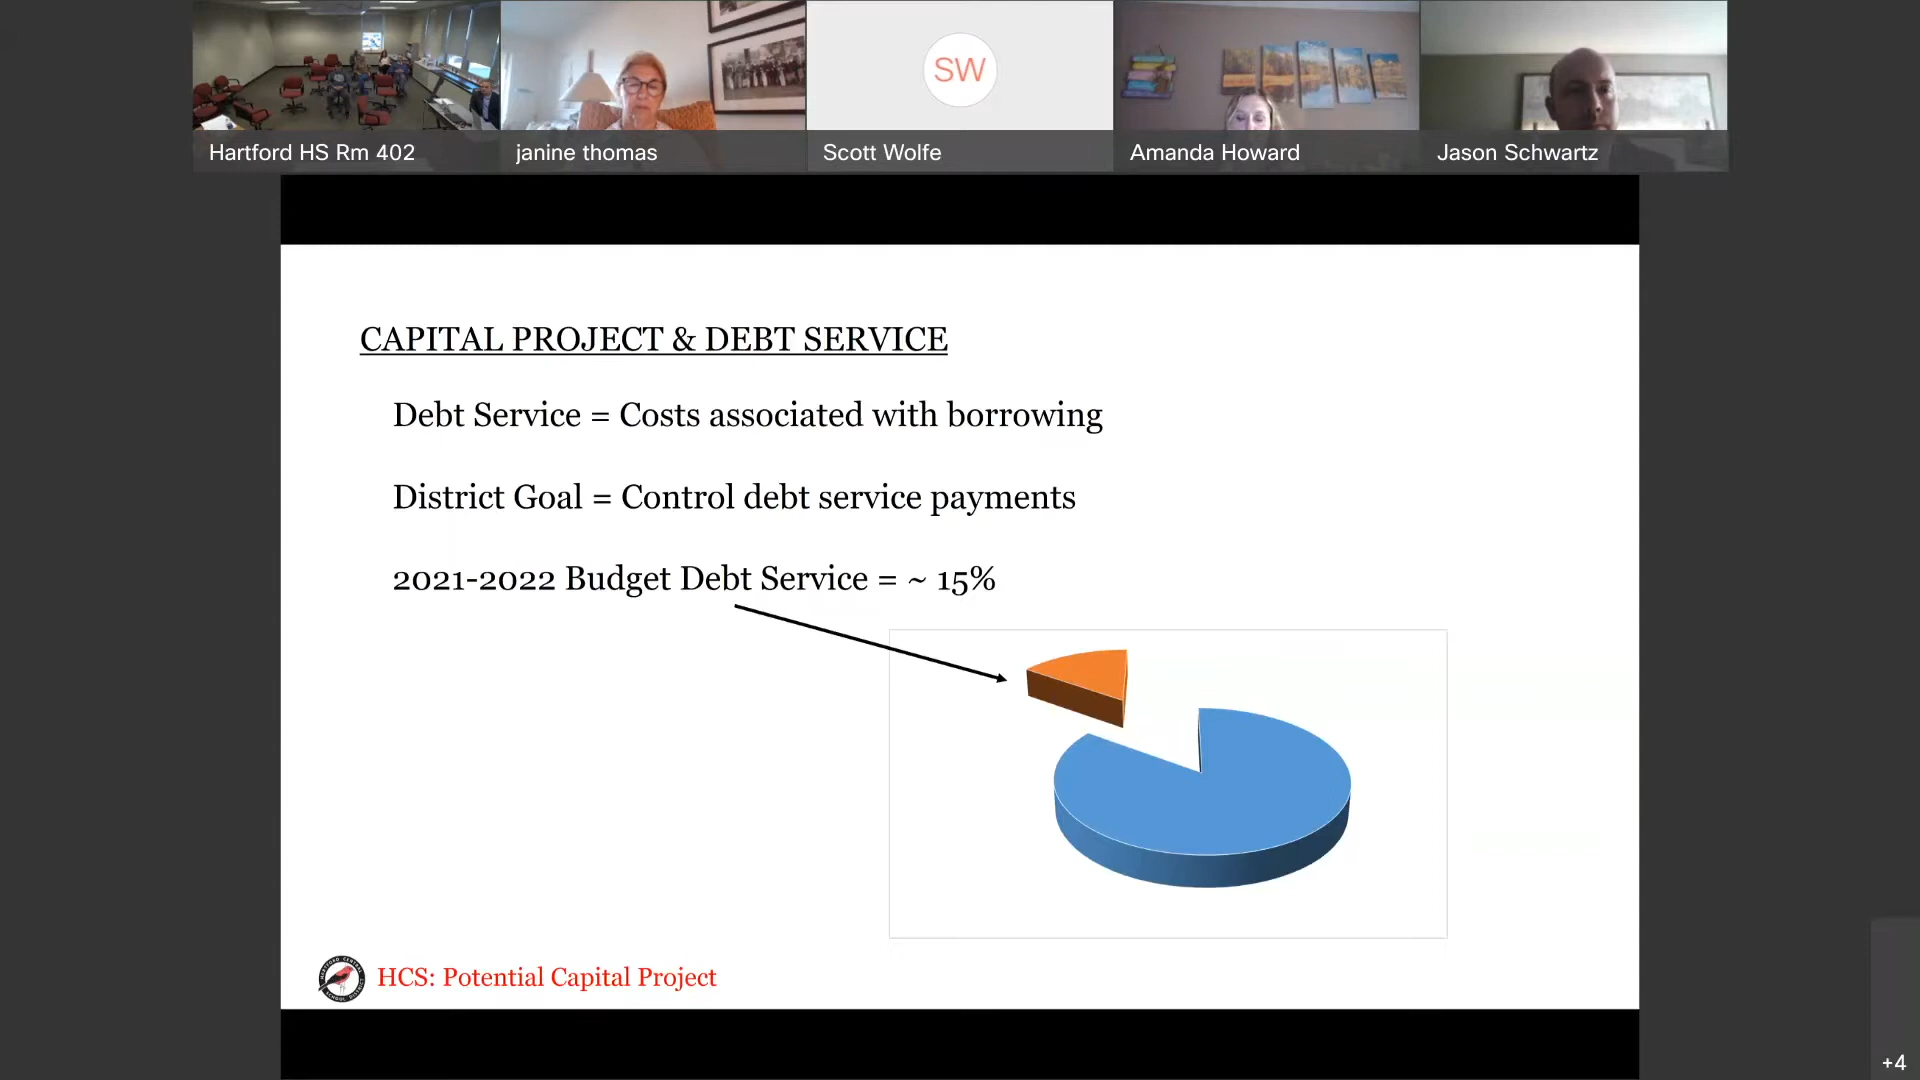 SW
Hartford HS Rm 402
janine thomas
Scott Wolfe
Amanda Howard
Jason Schwartz
CAPITAL PROJECT & DEBT SERVICE
Debt Service = Costs associated with borrowing
District Goal = Control debt service payments
2021-2022 Budget Debt Service = ~ 15%
HCS: Potential Capital Project
+4